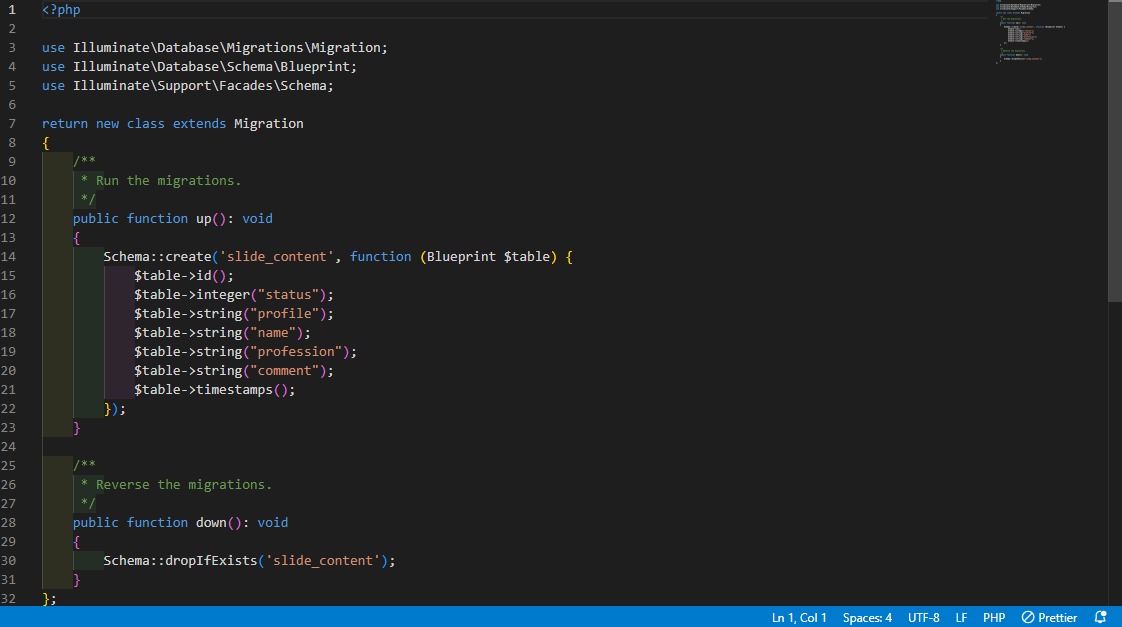 1 <?php
2
3 use Illuminate\Database\Migrations\Migration;
4 use Illuminate\Database\Schema\Blueprint;
5 use Illuminate\Support\Facades\Schema;
6
7 return new class extends Migration
8 {
9     /**
10      * Run the migrations.
11      */
12     public function up(): void
13     {
14         Schema::create('slide_content', function (Blueprint $table) {
15             $table->id();
16             $table->integer("status");
17             $table->string("profile");
18             $table->string("name");
19             $table->string("profession");
20             $table->string("comment");
21             $table->timestamps();
22         });
23     }
24
25     /**
26      * Reverse the migrations.
27      */
28     public function down(): void
29     {
30         Schema::dropIfExists('slide_content');
31     }
32 };
Ln 1, Col 1 Spaces: 4 UTF-8 LF PHP Prettier